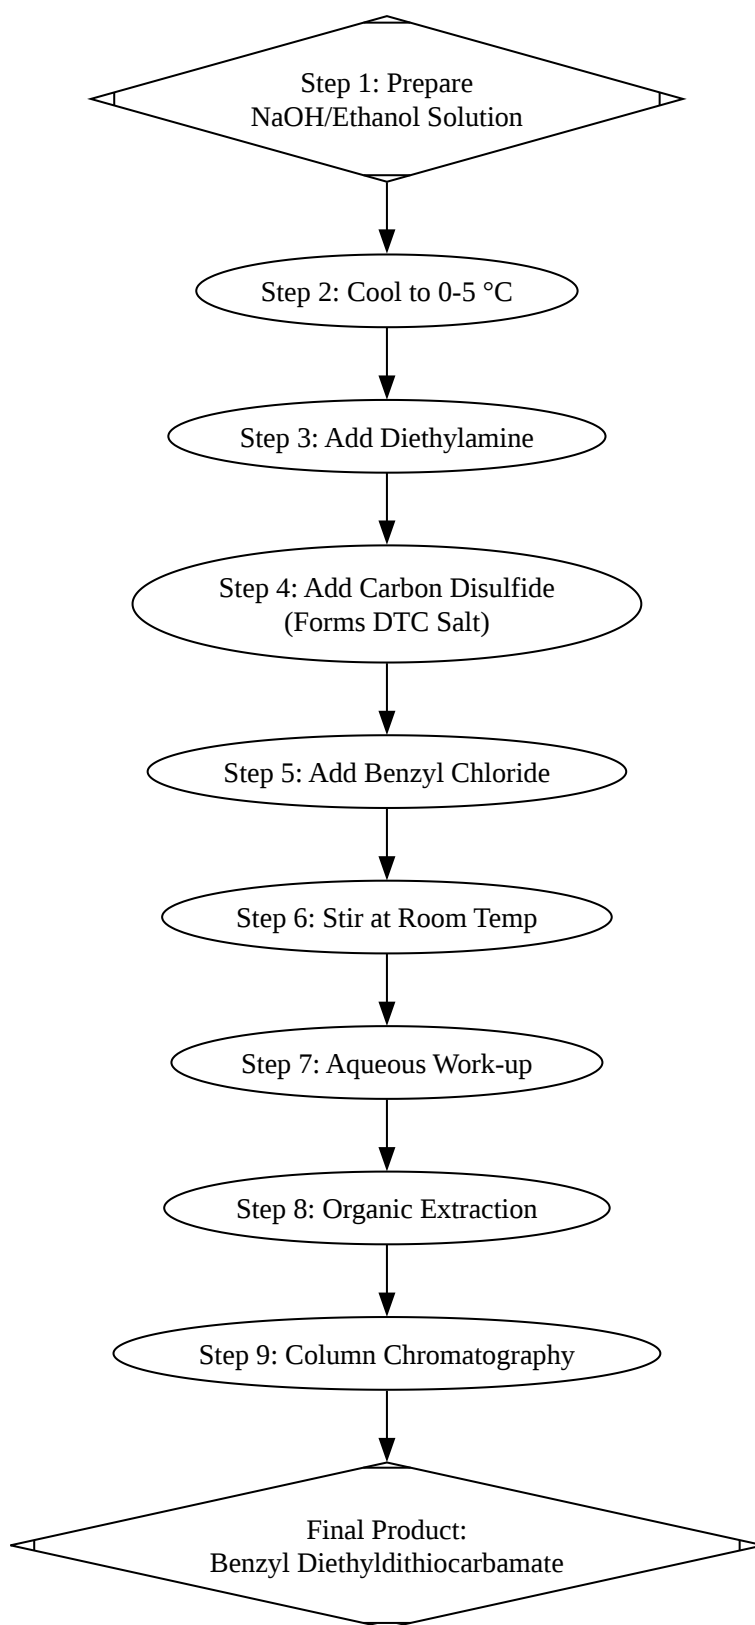 Step 1: Prepare
NaOH/Ethanol Solution
Step 2: Cool to 0-5 °C
Step 3: Add Diethylamine
Step 4: Add Carbon Disulfide
(Forms DTC Salt)
Step 5: Add Benzyl Chloride
Step 6: Stir at Room Temp
Step 7: Aqueous Work-up
Step 8: Organic Extraction
Step 9: Column Chromatography
Final Product:
Benzyl Diethyldithiocarbamate